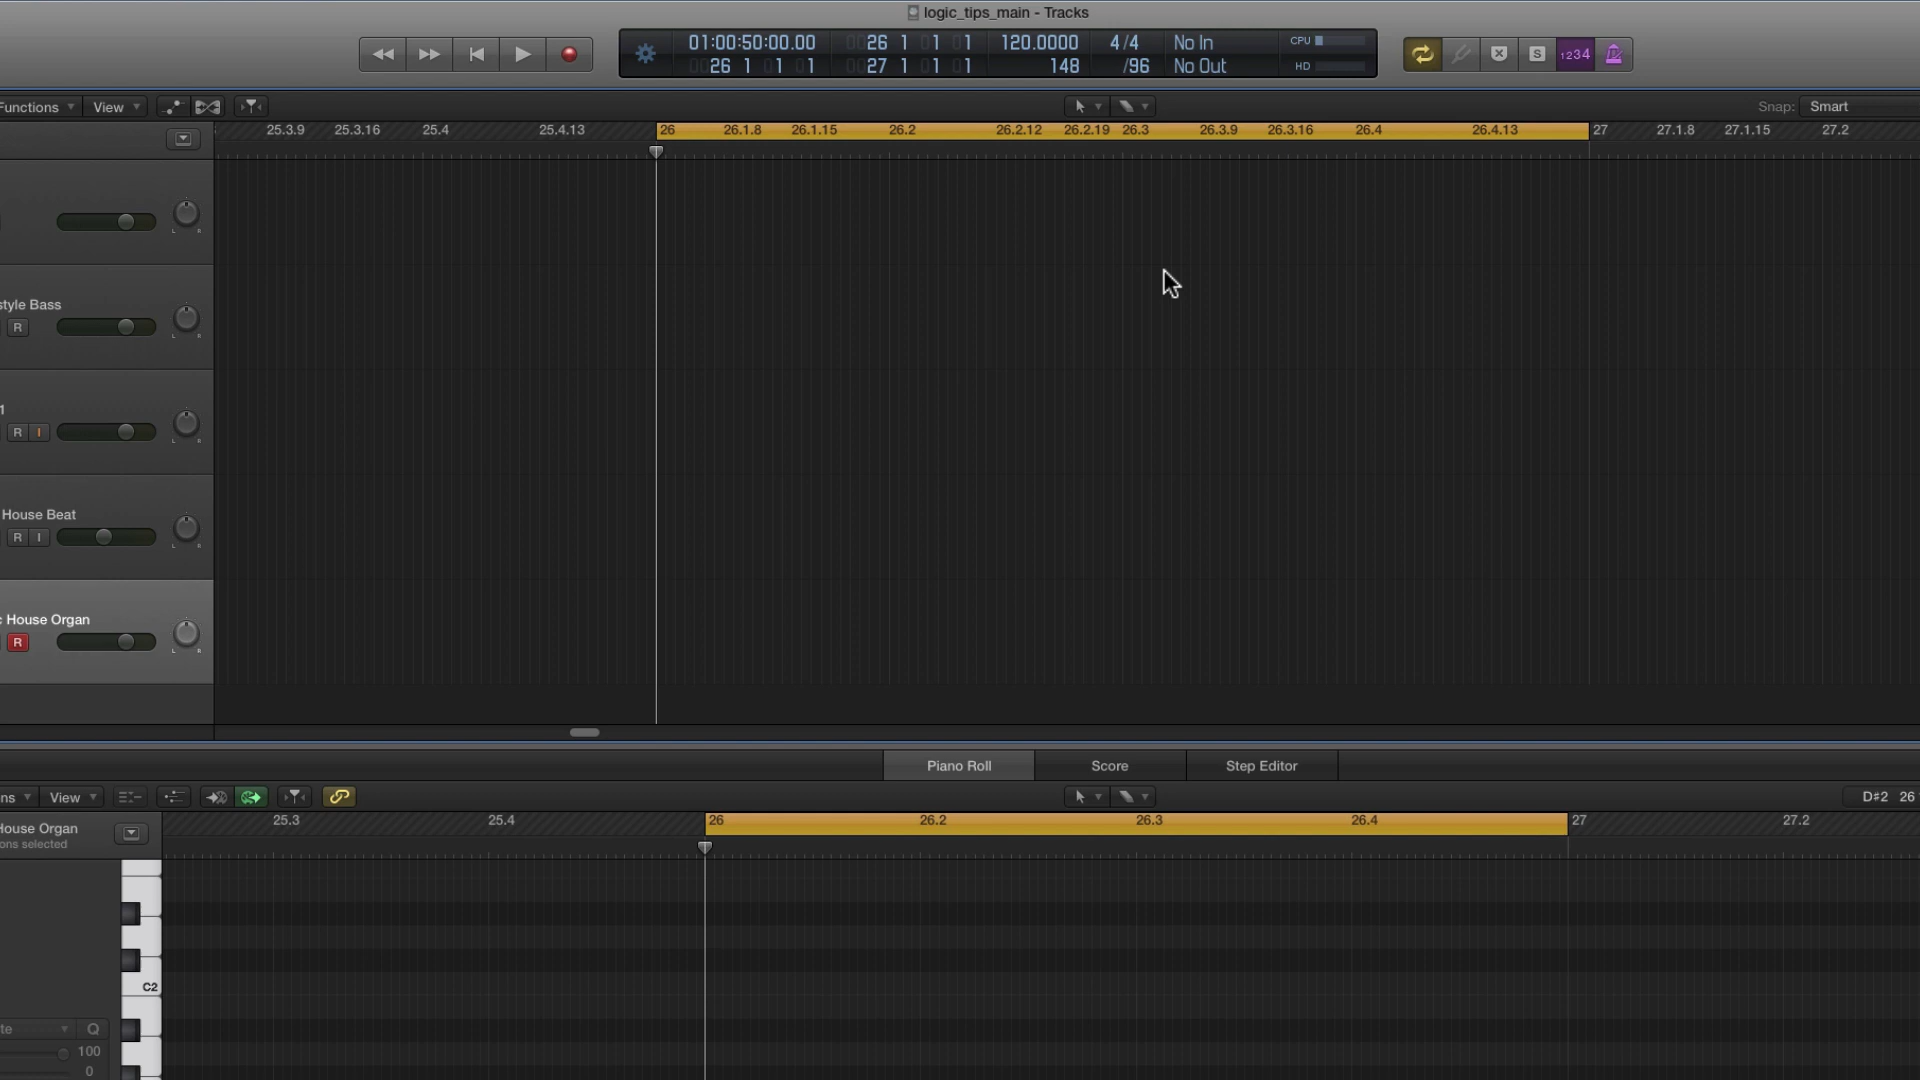 logic_tips_main - Tracks
01:00:50:00.00 26 1 1 1 120.0000 4/4 No In CPU
26 1 1 1 27 1 1 1 148 /96 No Out HD
1234
Functions View Snap: Smart
25.3.9 25.3.16 25.4 25.4.13 26 26.1.8 26.1.15 26.2 26.2.12 26.2.19 26.3 26.3.9 26.3.16 26.4 26.4.13 27 27.1.8 27.1.15 27.2
L R
style Bass
R
L R
1
R I
L R
House Beat
R I
L R
c House Organ
R
L R
Piano Roll Score Step Editor
ns View D#2 26
25.3 25.4 26 26.2 26.3 26.4 27 27.2
House Organ
ons selected
C2
te Q
100
0